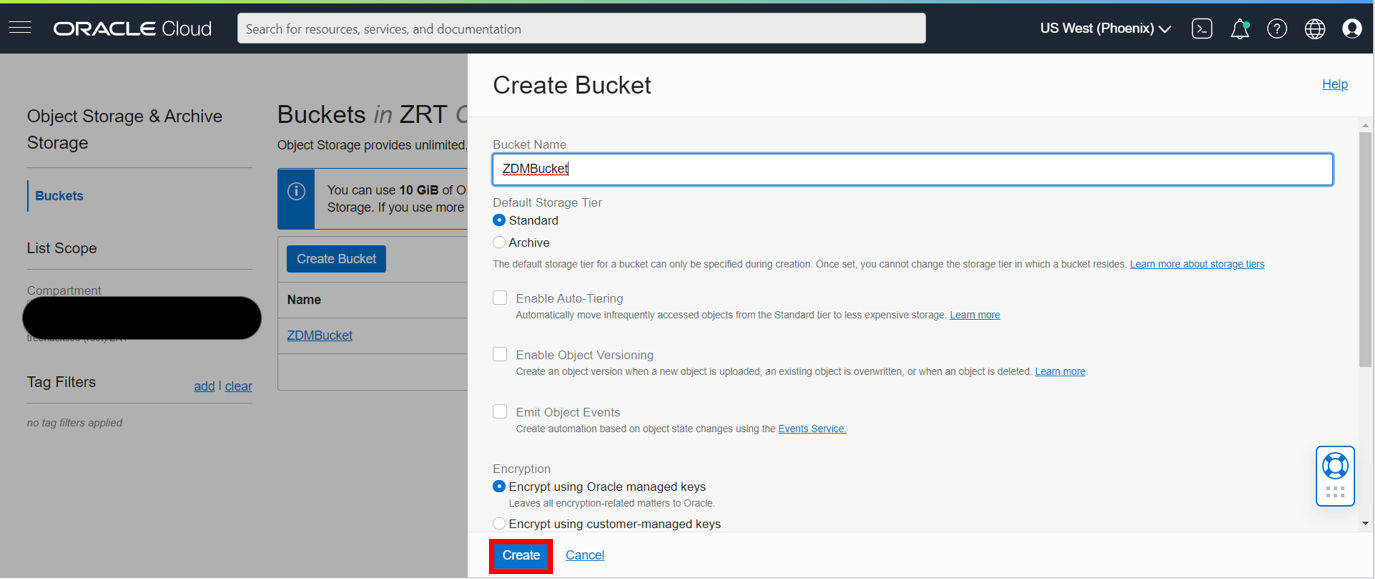 ORACLE Cloud
Search for resources, services, and documentation
US West (Phoenix)
Object Storage & Archive
Storage
Buckets
List Scope
Compartment
Tag Filters
add | clear
no tag filters applied
Buckets in ZRT
Object Storage provides unlimited,
You can use 10 GiB of O
Storage. If you use more
Create Bucket
Name
ZDMBucket
Create Bucket
Help
Bucket Name
ZDMBucket
Default Storage Tier
Standard
Archive
The default storage tier for a bucket can only be specified during creation. Once set, you cannot change the storage tier in which a bucket resides. Learn more about storage tiers
Enable Auto-Tiering
Automatically move infrequently accessed objects from the Standard tier to less expensive storage. Learn more
Enable Object Versioning
Create an object version when a new object is uploaded, an existing object is overwritten, or when an object is deleted. Learn more
Emit Object Events
Create automation based on object state changes using the Events Service.
Encryption
Encrypt using Oracle managed keys
Leaves all encryption-related matters to Oracle.
Encrypt using customer-managed keys
Create
Cancel